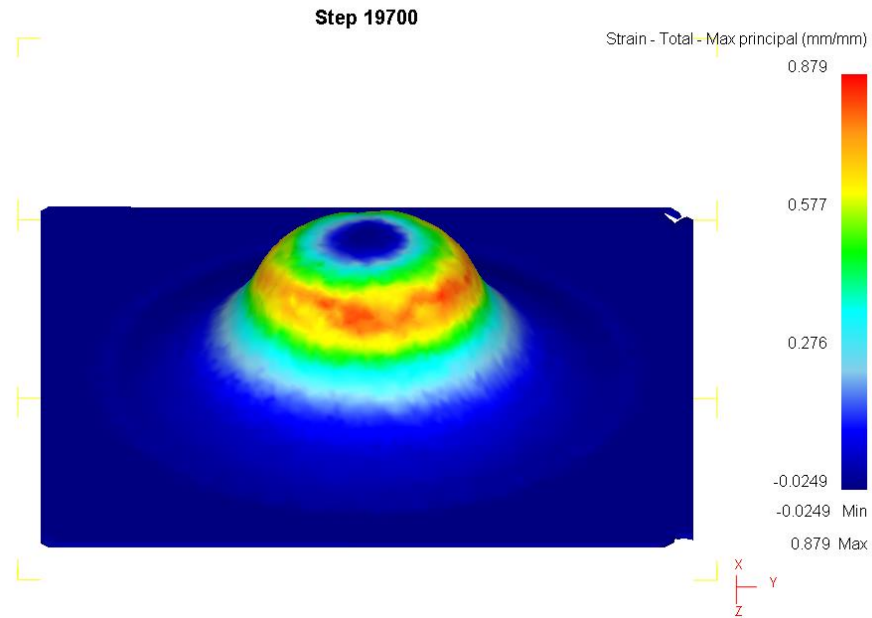 Step 19700
Strain - Total - Max principal (mm/mm)
0.879
0.577
0.276
-0.0249
-0.0249 Min
0.879 Max
X
Y
Z